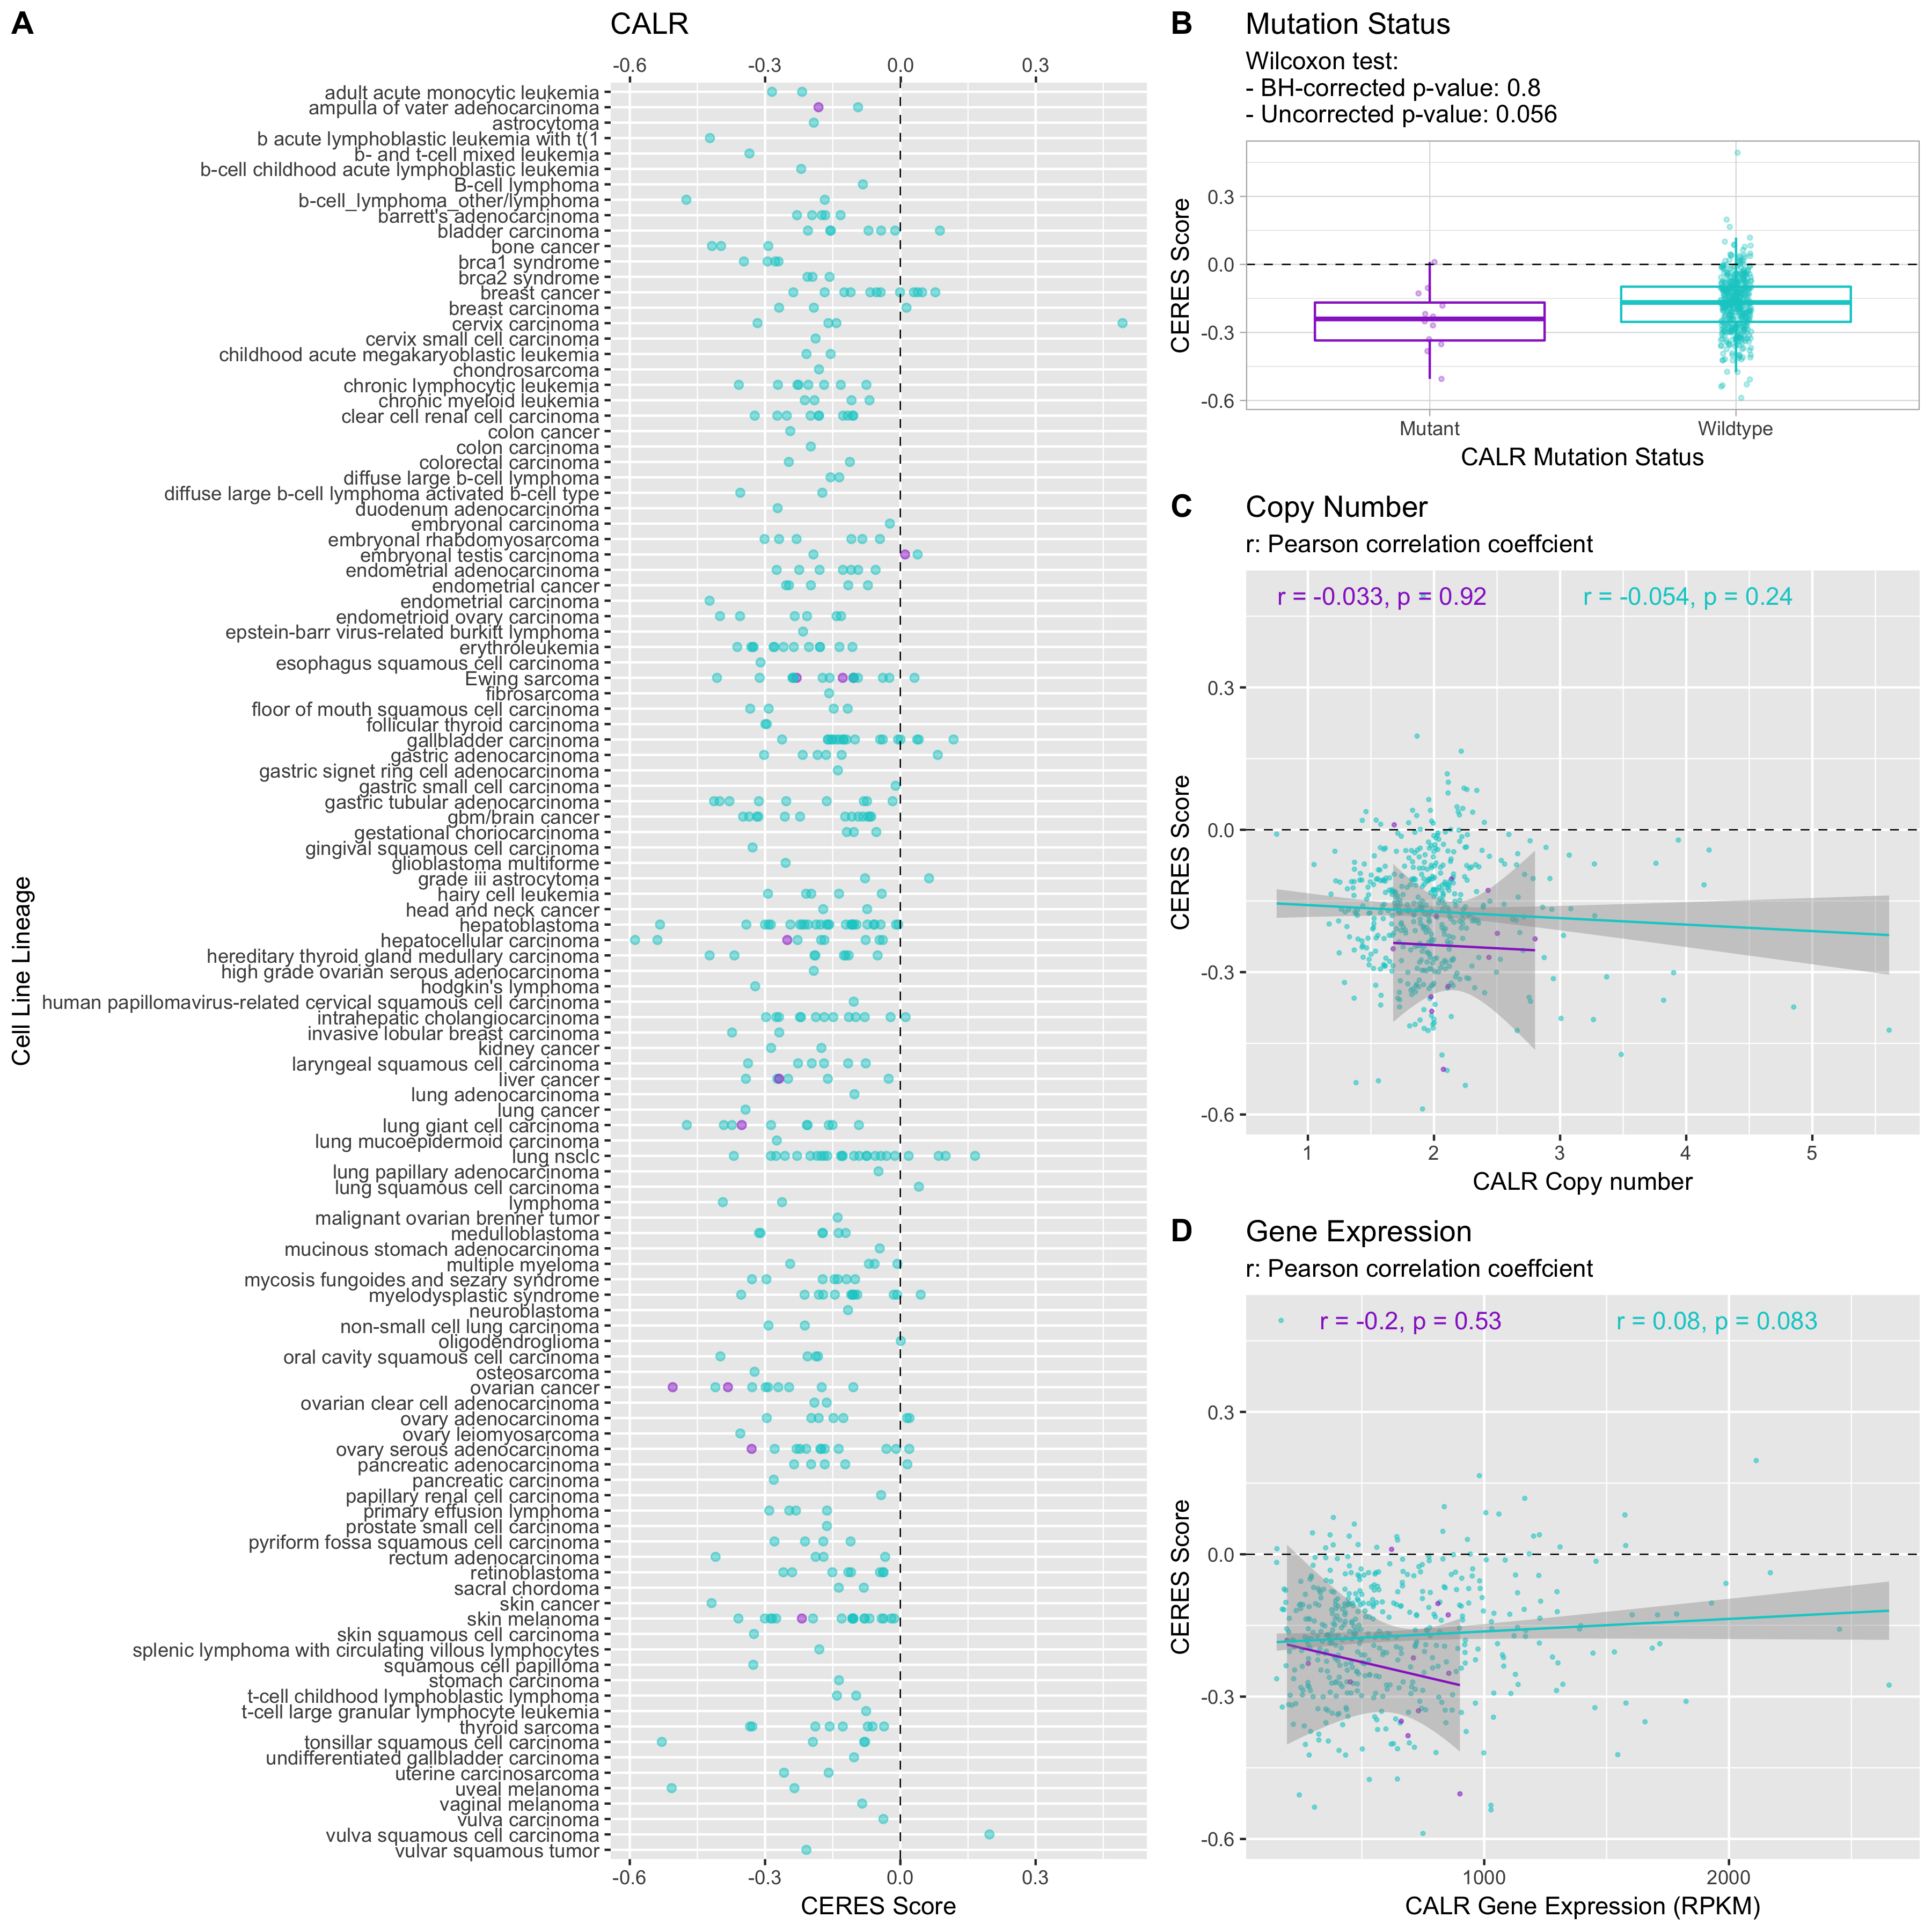 A
CALR
-0.6 -0.3 0.0 0.3
Cell Line Lineage
adult acute monocytic leukemia
ampulla of vater adenocarcinoma
astrocytoma
b acute lymphoblastic leukemia with t(1
b- and t-cell mixed leukemia
b-cell childhood acute lymphoblastic leukemia
B-cell lymphoma
b-cell_lymphoma_other/lymphoma
barrett's adenocarcinoma
bladder carcinoma
bone cancer
brca1 syndrome
brca2 syndrome
breast cancer
breast carcinoma
cervix carcinoma
cervix small cell carcinoma
childhood acute megakaryoblastic leukemia
chondrosarcoma
chronic lymphocytic leukemia
chronic myeloid leukemia
clear cell renal cell carcinoma
colon cancer
colon carcinoma
colorectal carcinoma
diffuse large b-cell lymphoma
diffuse large b-cell lymphoma activated b-cell type
duodenum adenocarcinoma
embryonal carcinoma
embryonal rhabdomyosarcoma
embryonal testis carcinoma
endometrial adenocarcinoma
endometrial cancer
endometrial carcinoma
endometrioid ovary carcinoma
epstein-barr virus-related burkitt lymphoma
erythroleukemia
esophagus squamous cell carcinoma
Ewing sarcoma
fibrosarcoma
floor of mouth squamous cell carcinoma
follicular thyroid carcinoma
gallbladder carcinoma
gastric adenocarcinoma
gastric signet ring cell adenocarcinoma
gastric small cell carcinoma
gastric tubular adenocarcinoma
gbm/brain cancer
gestational choriocarcinoma
gingival squamous cell carcinoma
glioblastoma multiforme
grade iii astrocytoma
hairy cell leukemia
head and neck cancer
hepatoblastoma
hepatocellular carcinoma
hereditary thyroid gland medullary carcinoma
high grade ovarian serous adenocarcinoma
hodgkin's lymphoma
human papillomavirus-related cervical squamous cell carcinoma
intrahepatic cholangiocarcinoma
invasive lobular breast carcinoma
kidney cancer
laryngeal squamous cell carcinoma
liver cancer
lung adenocarcinoma
lung cancer
lung giant cell carcinoma
lung mucoepidermoid carcinoma
lung nsclc
lung papillary adenocarcinoma
lung squamous cell carcinoma
lymphoma
malignant ovarian brenner tumor
medulloblastoma
mucinous stomach adenocarcinoma
multiple myeloma
mycosis fungoides and sezary syndrome
myelodysplastic syndrome
neuroblastoma
non-small cell lung carcinoma
oligodendroglioma
oral cavity squamous cell carcinoma
osteosarcoma
ovarian cancer
ovarian clear cell adenocarcinoma
ovary adenocarcinoma
ovary leiomyosarcoma
ovary serous adenocarcinoma
pancreatic adenocarcinoma
pancreatic carcinoma
papillary renal cell carcinoma
primary effusion lymphoma
prostate small cell carcinoma
pyriform fossa squamous cell carcinoma
rectum adenocarcinoma
retinoblastoma
sacral chordoma
skin cancer
skin melanoma
skin squamous cell carcinoma
splenic lymphoma with circulating villous lymphocytes
squamous cell papilloma
stomach carcinoma
t-cell childhood lymphoblastic lymphoma
t-cell large granular lymphocyte leukemia
thyroid sarcoma
tonsillar squamous cell carcinoma
undifferentiated gallbladder carcinoma
uterine carcinosarcoma
uveal melanoma
vaginal melanoma
vulva carcinoma
vulva squamous cell carcinoma
vulvar squamous tumor
-0.6 -0.3 0.0 0.3
CERES Score
B
Mutation Status
Wilcoxon test:
- BH-corrected p-value: 0.8
- Uncorrected p-value: 0.056
CERES Score
0.3
0.0
-0.3
-0.6
Mutant Wildtype
CALR Mutation Status
C
Copy Number
r: Pearson correlation coeffcient
r = -0.033, p = 0.92 r = -0.054, p = 0.24
CERES Score
0.3
0.0
-0.3
-0.6
1 2 3 4 5
CALR Copy number
D
Gene Expression
r: Pearson correlation coeffcient
r = -0.2, p = 0.53 r = 0.08, p = 0.083
CERES Score
0.3
0.0
-0.3
-0.6
1000 2000
CALR Gene Expression (RPKM)